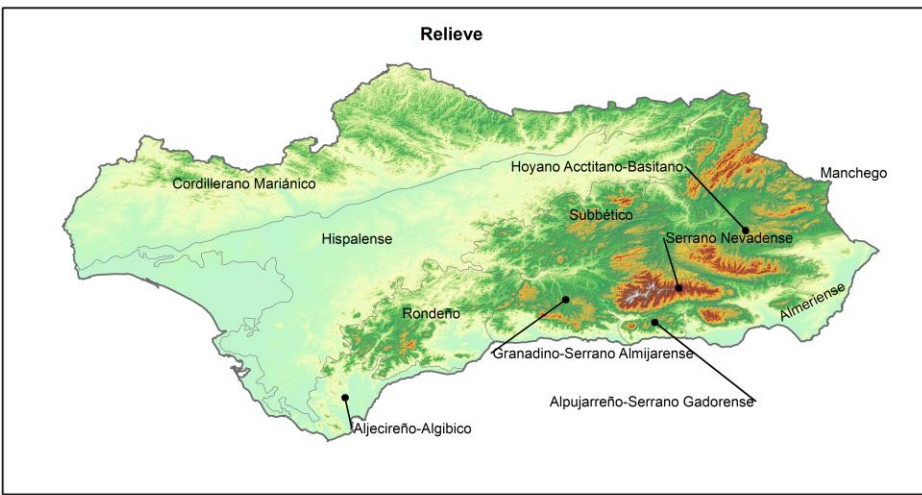 Relieve
Hoyano Acctitano-Basitano
Manchego
Cordillerano Mariánico
Subbético
Hispalense
Serrano Nevadense
Almeriense
Rondeño
Granadino-Serrano Almijarense
Alpujarreño-Serrano Gadorense
Aljecireño-Algibico